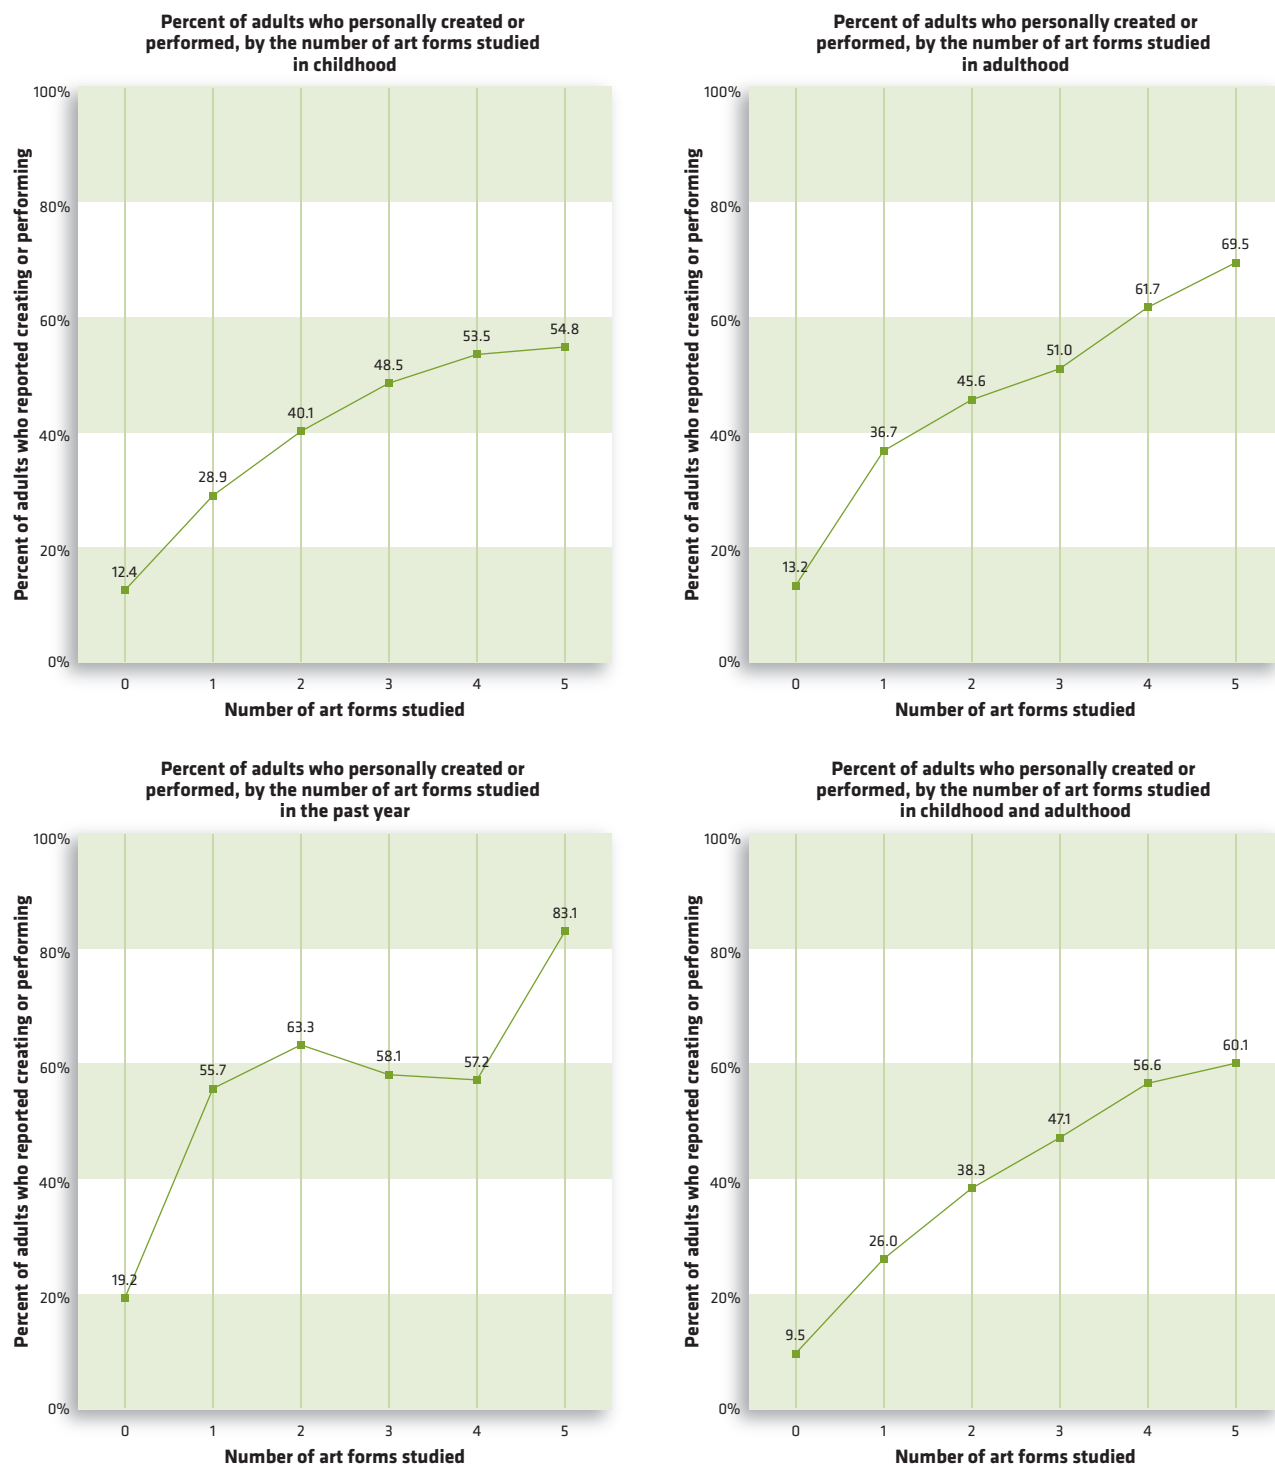 Percent of adults who personally created or
performed, by the number of art forms studied
in childhood
Percent of adults who reported creating or performing
100%
80%
60%
40%
20%
0%
12.4
28.9
40.1
48.5
53.5
54.8
0 1 2 3 4 5
Number of art forms studied
Percent of adults who personally created or
performed, by the number of art forms studied
in adulthood
Percent of adults who reported creating or performing
100%
80%
60%
40%
20%
0%
13.2
36.7
45.6
51.0
61.7
69.5
0 1 2 3 4 5
Number of art forms studied
Percent of adults who personally created or
performed, by the number of art forms studied
in the past year
Percent of adults who reported creating or performing
100%
80%
60%
40%
20%
0%
19.2
55.7
63.3
58.1
57.2
83.1
0 1 2 3 4 5
Number of art forms studied
Percent of adults who personally created or
performed, by the number of art forms studied
in childhood and adulthood
Percent of adults who reported creating or performing
100%
80%
60%
40%
20%
0%
9.5
26.0
38.3
47.1
56.6
60.1
0 1 2 3 4 5
Number of art forms studied